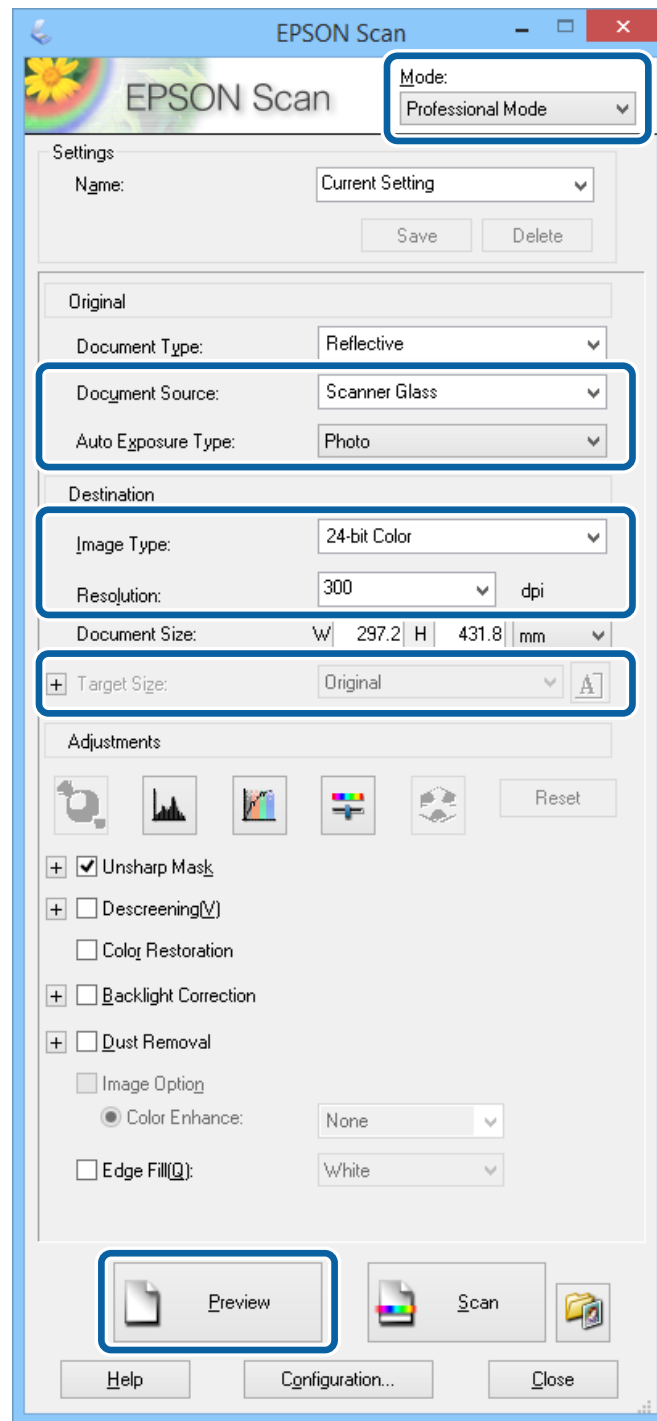 EPSON Scan
EPSON Scan
Mode:
Professional Mode
Settings
Name: Current Setting
Save Delete
Original
Document Type: Reflective
Document Source: Scanner Glass
Auto Exposure Type: Photo
Destination
Image Type: 24-bit Color
Resolution: 300 dpi
Document Size: W 297.2 H 431.8 mm
+ Target Size: Original A
Adjustments
Reset
+ Unsharp Mask
+ Descreening(V)
Color Restoration
+ Backlight Correction
+ Dust Removal
Image Option
Color Enhance: None
Edge Fill(Q): White
Preview Scan
Help Configuration... Close